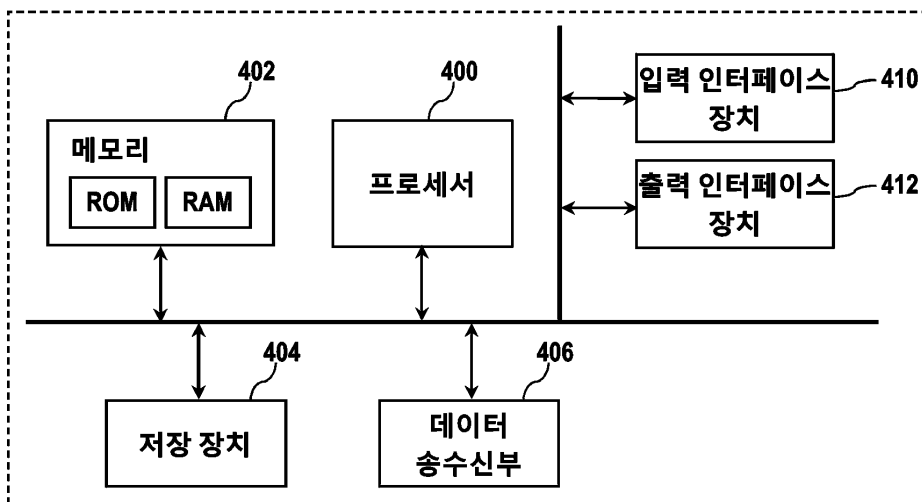 402
메모리
ROM
RAM
400
프로세서
입력 인터페이스
장치
410
출력 인터페이스
장치
412
404
저장 장치
406
데이터
송수신부